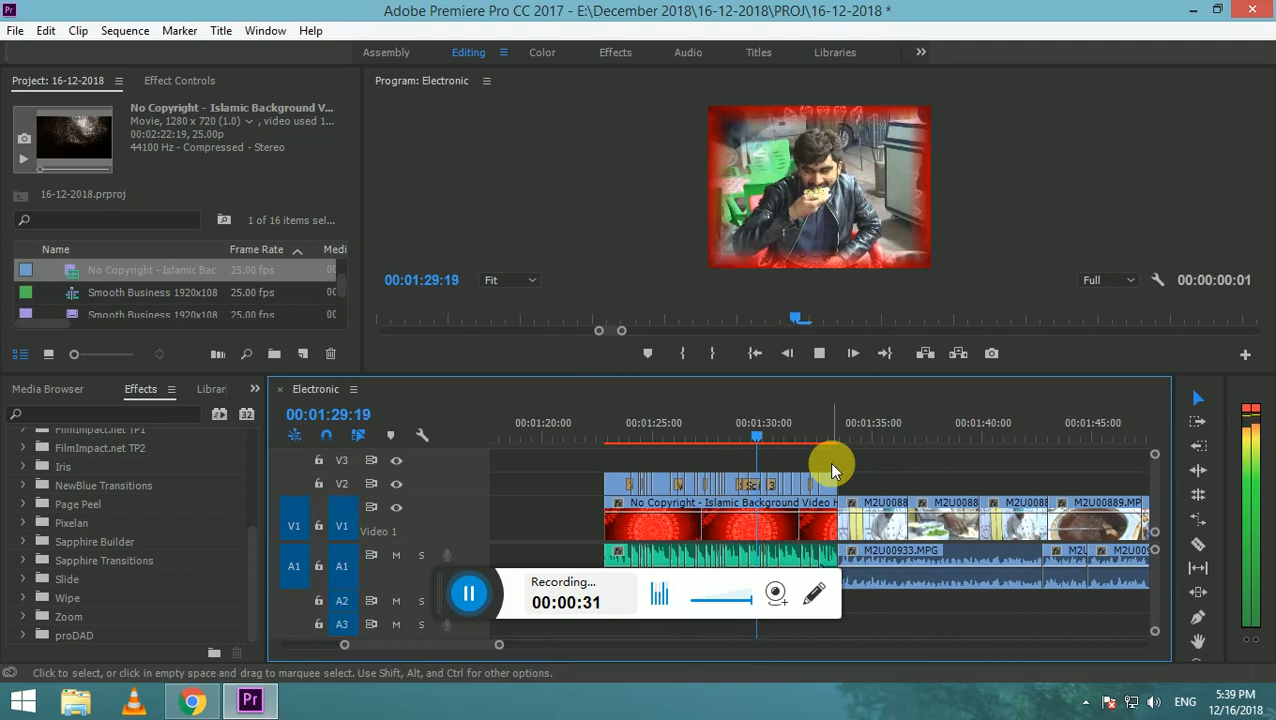 Adobe Premiere Pro CC 2017 - E:\December 2018\16-12-2018\PROJ\16-12-2018 *
File Edit Clip Sequence Marker Title Window Help
Assembly Editing Color Effects Audio Titles Libraries
Project: 16-12-2018 Effect Controls
Program: Electronic
No Copyright - Islamic Background V...
Movie, 1280 x 720 (1.0) , video used 1...
00:02:22:19, 25.00p
44100 Hz - Compressed - Stereo
16-12-2018.prproj
1 of 16 items sel...
Name Frame Rate Medi
No Copyright - Islamic Bac 25.00 fps
Smooth Business 1920x108 25.00 fps
Smooth Business 1920x108 25.00 fps
00:01:29:19 Fit Full 00:00:00:01
Media Browser Effects Librar
FilmImpact.net TP1
FilmImpact.net TP2
Iris
NewBlue Transitions
Page Peel
Pixelan
Sapphire Builder
Sapphire Transitions
Slide
Wipe
Zoom
proDAD
Electronic
00:01:29:19
00:01:20:00 00:01:25:00 00:01:30:00 00:01:35:00 00:01:40:00 00:01:45:00
V3
V2
V1 V1 Video 1
No Copyright - Islamic Background Video H M2U0088 M2U0088 M2U0088 M2U00889.MP
A1 A1 M S
M2U00933.MPG M2U M2U009
A2 M
A3 M S
Recording...
00:00:31
Click to select, or click in empty space and drag to marquee select. Use Shift, Alt, and Ctrl for other options.
ENG
5:39 PM
12/16/2018